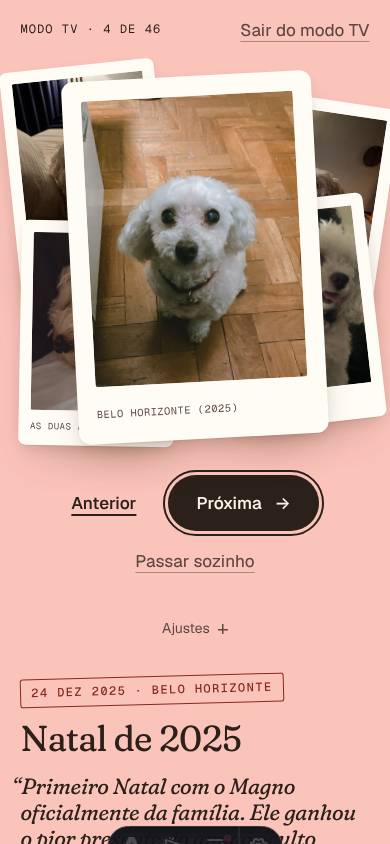 MODO TV · 4 DE 46
Sair do modo TV
BELO HORIZONTE (2025)
AS DUAS
Anterior
Próxima →
Passar sozinho
Ajustes +
24 DEZ 2025 · BELO HORIZONTE
Natal de 2025
“Primeiro Natal com o Magno
oficialmente da família. Ele ganhou
o pior